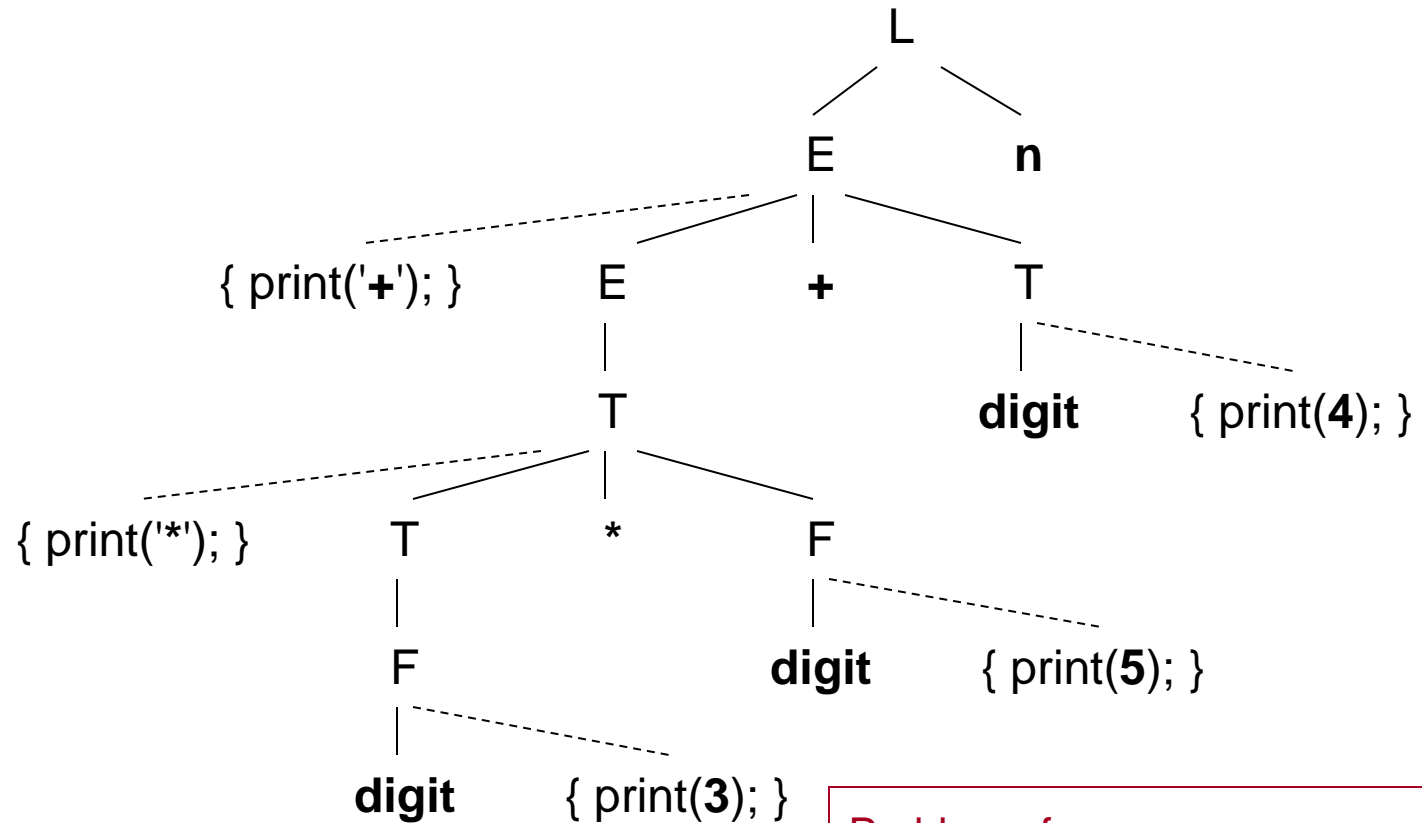 L
E n
{ print('+'); } E + T
T digit { print(4); }
{ print('*'); } T * F
F digit { print(5); }
digit { print(3); }